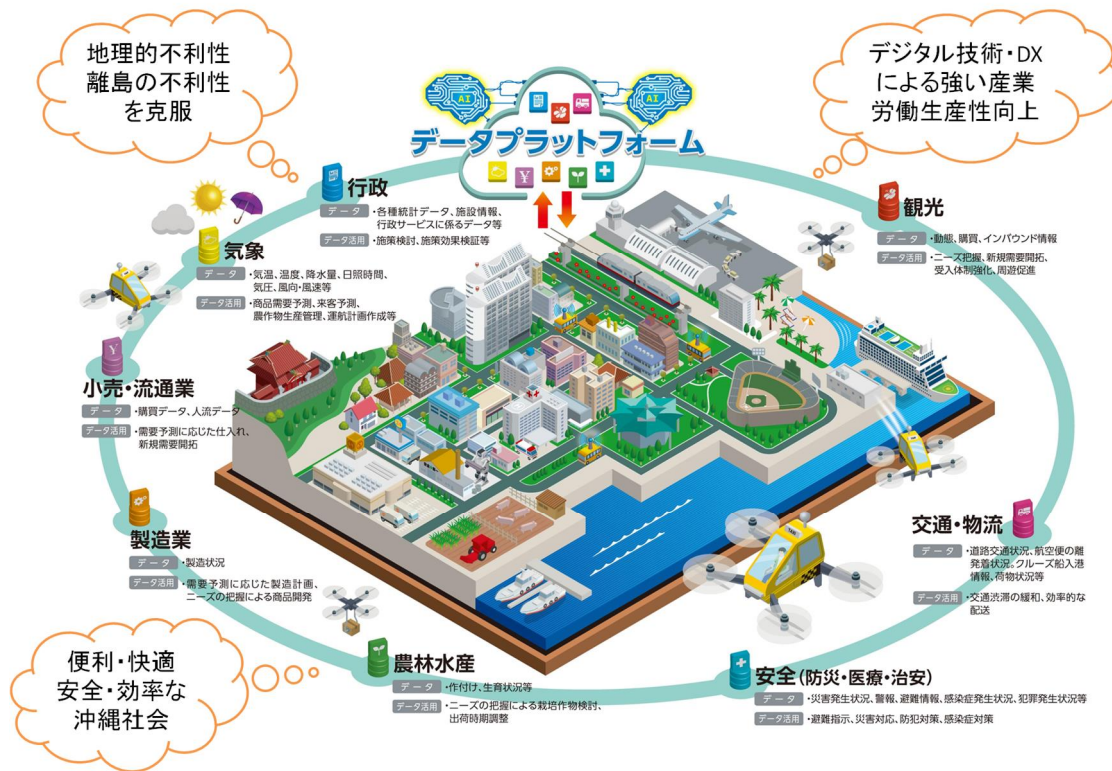 地理的不利性
離島の不利性
を克服
デジタル技術・DX
による強い産業
労働生産性向上
AI
AI
データプラットフォーム
¥
行政
データ
・各種統計データ、施設情報、
行政サービスに係るデータ等
データ活用
・施策検討、施策効果検証等
気象
データ
・気温、温度、降水量、日照時間、
気圧、風向・風速等
データ活用
・商品需要予測、来客予測、
農作物生産管理、運航計画作成等
¥
小売・流通業
データ
・購買データ、人流データ
データ活用
・需要予測に応じた仕入れ、
新規需要開拓
製造業
データ
・製造状況
データ活用
・需要予測に応じた製造計画、
ニーズの把握による商品開発
農林水産
データ
・作付け、生育状況等
データ活用
・ニーズの把握による栽培作物検討、
出荷時期調整
観光
データ
・動態、購買、インバウンド情報
データ活用
・ニーズ把握、新規需要開拓、
受入体制強化、周遊促進
交通・物流
データ
・道路交通状況、航空便の離
発着状況、クルーズ船入港
情報、荷物状況等
データ活用
・交通渋滞の緩和、効率的な
配送
安全(防災・医療・治安)
データ
・災害発生状況、警報、避難情報、感染症発生状況、犯罪発生状況等
データ活用
・避難指示、災害対応、防犯対策、感染症対策
便利・快適
安全・効率な
沖縄社会